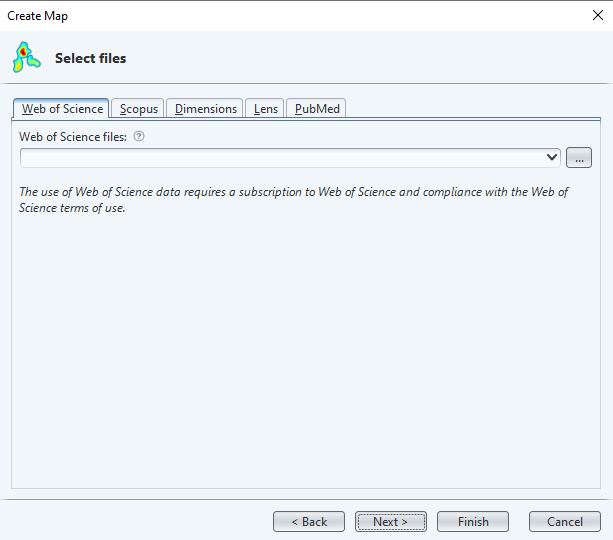 Create Map
Select files
Web of Science
Scopus
Dimensions
Lens
PubMed
Web of Science files: ?
...
The use of Web of Science data requires a subscription to Web of Science and compliance with the Web of
Science terms of use.
< Back
Next >
Finish
Cancel